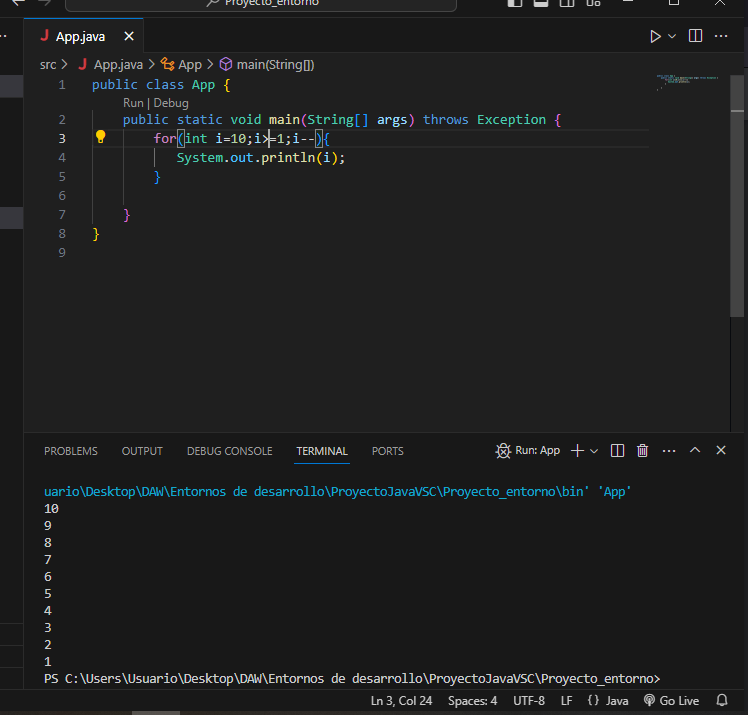 Proyecto_entorno
J App.java ×
src > J App.java > App > main(String[])
1 public class App {
Run | Debug
2 public static void main(String[] args) throws Exception {
3 for(int i=10;i>=1;i--){
4 System.out.println(i);
5 }
6
7 }
8 }
9
PROBLEMS OUTPUT DEBUG CONSOLE TERMINAL PORTS Run: App
uario\Desktop\DAW\Entornos de desarrollo\ProyectoJavaVSC\Proyecto_entorno\bin' 'App'
10
9
8
7
6
5
4
3
2
1
PS C:\Users\Usuario\Desktop\DAW\Entornos de desarrollo\ProyectoJavaVSC\Proyecto_entorno>
Ln 3, Col 24 Spaces: 4 UTF-8 LF {} Java Go Live